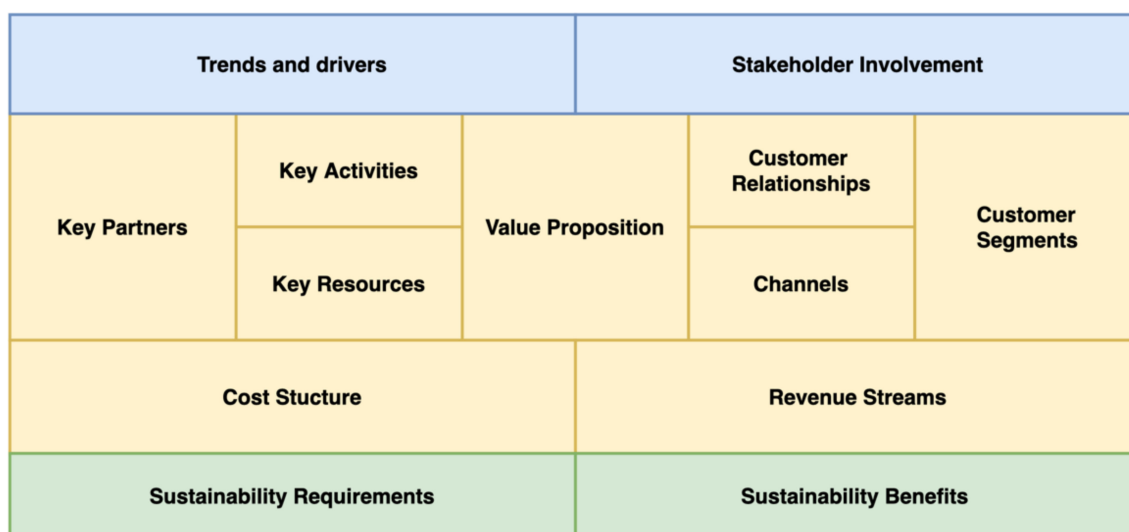 Trends and drivers
Stakeholder Involvement
Key Partners
Key Activities
Key Resources
Value Proposition
Customer
Relationships
Channels
Customer
Segments
Cost Stucture
Revenue Streams
Sustainability Requirements
Sustainability Benefits